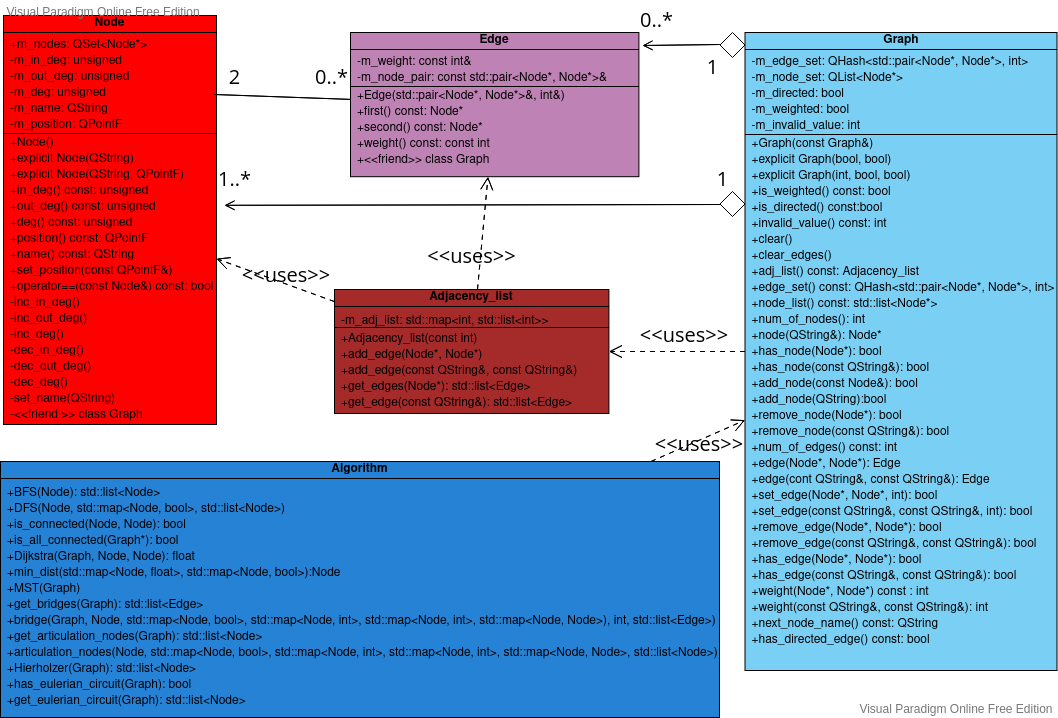 Visual Paradigm Online Free Edition
Node
+m_nodes: QSet<Node*>
-m_in_deg: unsigned
-m_out_deg: unsigned
-m_deg: unsigned
-m_name: QString
-m_position: QPointF
+Node()
+explicit Node(QString)
+explicit Node(QString, QPointF)
+in_deg() const: unsigned
+out_deg() const: unsigned
+deg() const: unsigned
+position() const: QPointF
+name() const: QString
+set_position(const QPointF&)
+operator==(const Node&) const: bool
-inc_in_deg()
-inc_out_deg()
-inc_deg()
-dec_in_deg()
-dec_out_deg()
-dec_deg()
-set_name(QString)
-<<friend >> class Graph
2
0..*
Edge
-m_weight: const int&
-m_node_pair: const std::pair<Node*, Node*>&
+Edge(std::pair<Node*, Node*>&, int&)
+first() const: Node*
+second() const: Node*
+weight() const: const int
+<<friend>> class Graph
0..*
1
1..*
1
<<uses>>
<<uses>>
Adjacency_list
-m_adj_list: std::map<int, std::list<int>>
+Adjacency_list(const int)
+add_edge(Node*, Node*)
+add_edge(const QString&, const QString&)
+get_edges(Node*): std::list<Edge>
+get_edge(const QString&): std::list<Edge>
<<uses>>
<<uses>>
Graph
-m_edge_set: QHash<std::pair<Node*, Node*>, int>
-m_node_set: QList<Node*>
-m_directed: bool
-m_weighted: bool
-m_invalid_value: int
+Graph(const Graph&)
+explicit Graph(bool, bool)
+explicit Graph(int, bool, bool)
+is_weighted() const: bool
+is_directed() const:bool
+invalid_value() const: int
+clear()
+clear_edges()
+adj_list() const: Adjacency_list
+edge_set() const: QHash<std::pair<Node*, Node*>, int>
+node_list() const: std::list<Node*>
+num_of_nodes(): int
+node(QString&): Node*
+has_node(Node*): bool
+has_node(const QString&): bool
+add_node(const Node&): bool
+add_node(QString):bool
+remove_node(Node*): bool
+remove_node(const QString&): bool
+num_of_edges() const: int
+edge(Node*, Node*): Edge
+edge(cont QString&, const QString&): Edge
+set_edge(Node*, Node*, int): bool
+set_edge(const QString&, const QString&, int): bool
+remove_edge(Node*, Node*): bool
+remove_edge(const QString&, const QString&): bool
+has_edge(Node*, Node*): bool
+has_edge(const QString&, const QString&): bool
+weight(Node*, Node*) const : int
+weight(const QString&, const QString&): int
+next_node_name() const: QString
+has_directed_edge() const: bool
Algorithm
+BFS(Node): std::list<Node>
+DFS(Node, std::map<Node, bool>, std::list<Node>)
+is_connected(Node, Node): bool
+is_all_connected(Graph*): bool
+Dijkstra(Graph, Node, Node): float
+min_dist(std::map<Node, float>, std::map<Node, bool>):Node
+MST(Graph)
+get_bridges(Graph): std::list<Edge>
+bridge(Graph, Node, std::map<Node, bool>, std::map<Node, int>, std::map<Node, int>, std::map<Node, Node>), int, std::list<Edge>)
+get_articulation_nodes(Graph): std::list<Node>
+articulation_nodes(Node, std::map<Node, bool>, std::map<Node, int>, std::map<Node, int>, std::map<Node, Node>, std::list<Node>)
+Hierholzer(Graph): std::list<Node>
+has_eulerian_circuit(Graph): bool
+get_eulerian_circuit(Graph): std::list<Node>
Visual Paradigm Online Free Edition